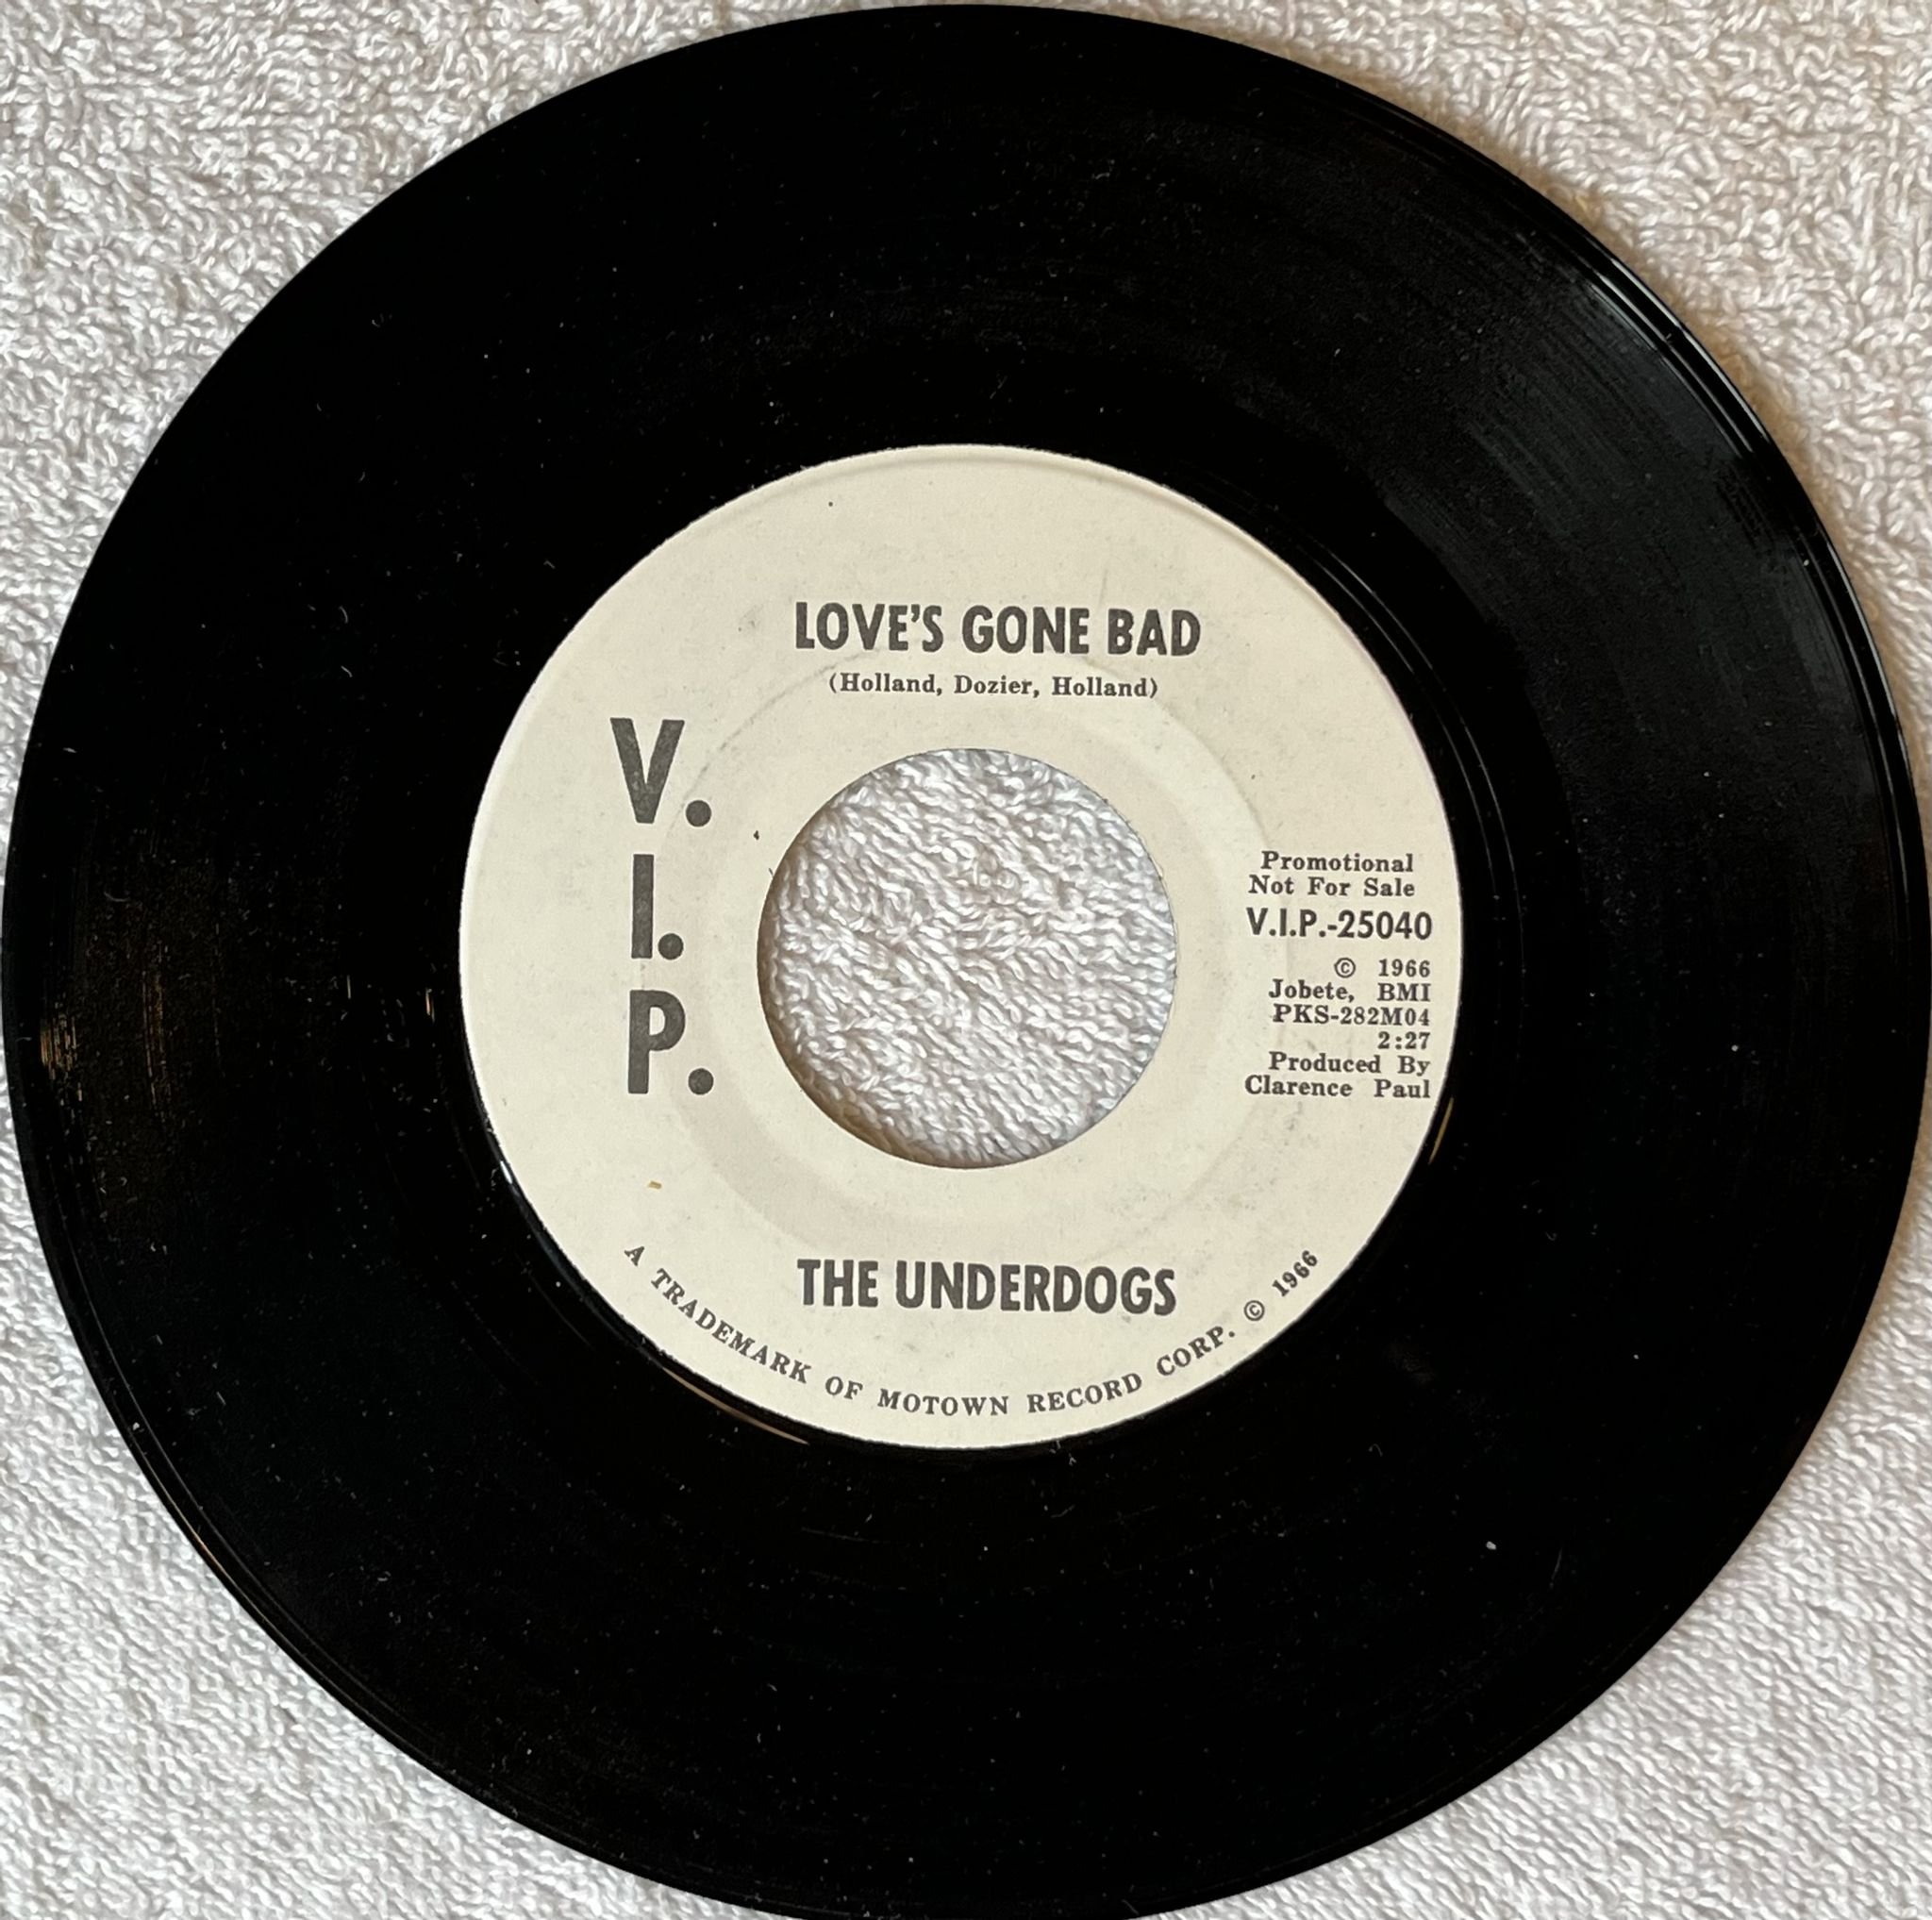 LOVE'S GONE BAD
(Holland, Dozier, Holland)
V.
I.
P.
Promotional
Not For Sale
V.I.P.-25040
© 1966
Jobete, BMI
PKS-282M04
2:27
Produced By
Clarence Paul
THE UNDERDOGS
A TRADEMARK OF MOTOWN RECORD CORP. © 1966